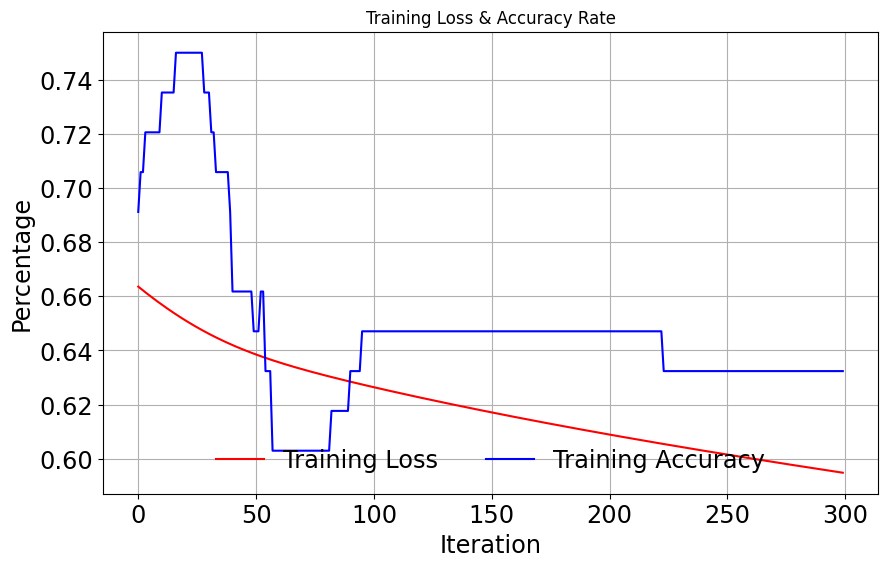 Training Loss & Accuracy Rate
Percentage
0.74
0.72
0.70
0.68
0.66
0.64
0.62
0.60
Training Loss Training Accuracy
0 50 100 150 200 250 300
Iteration